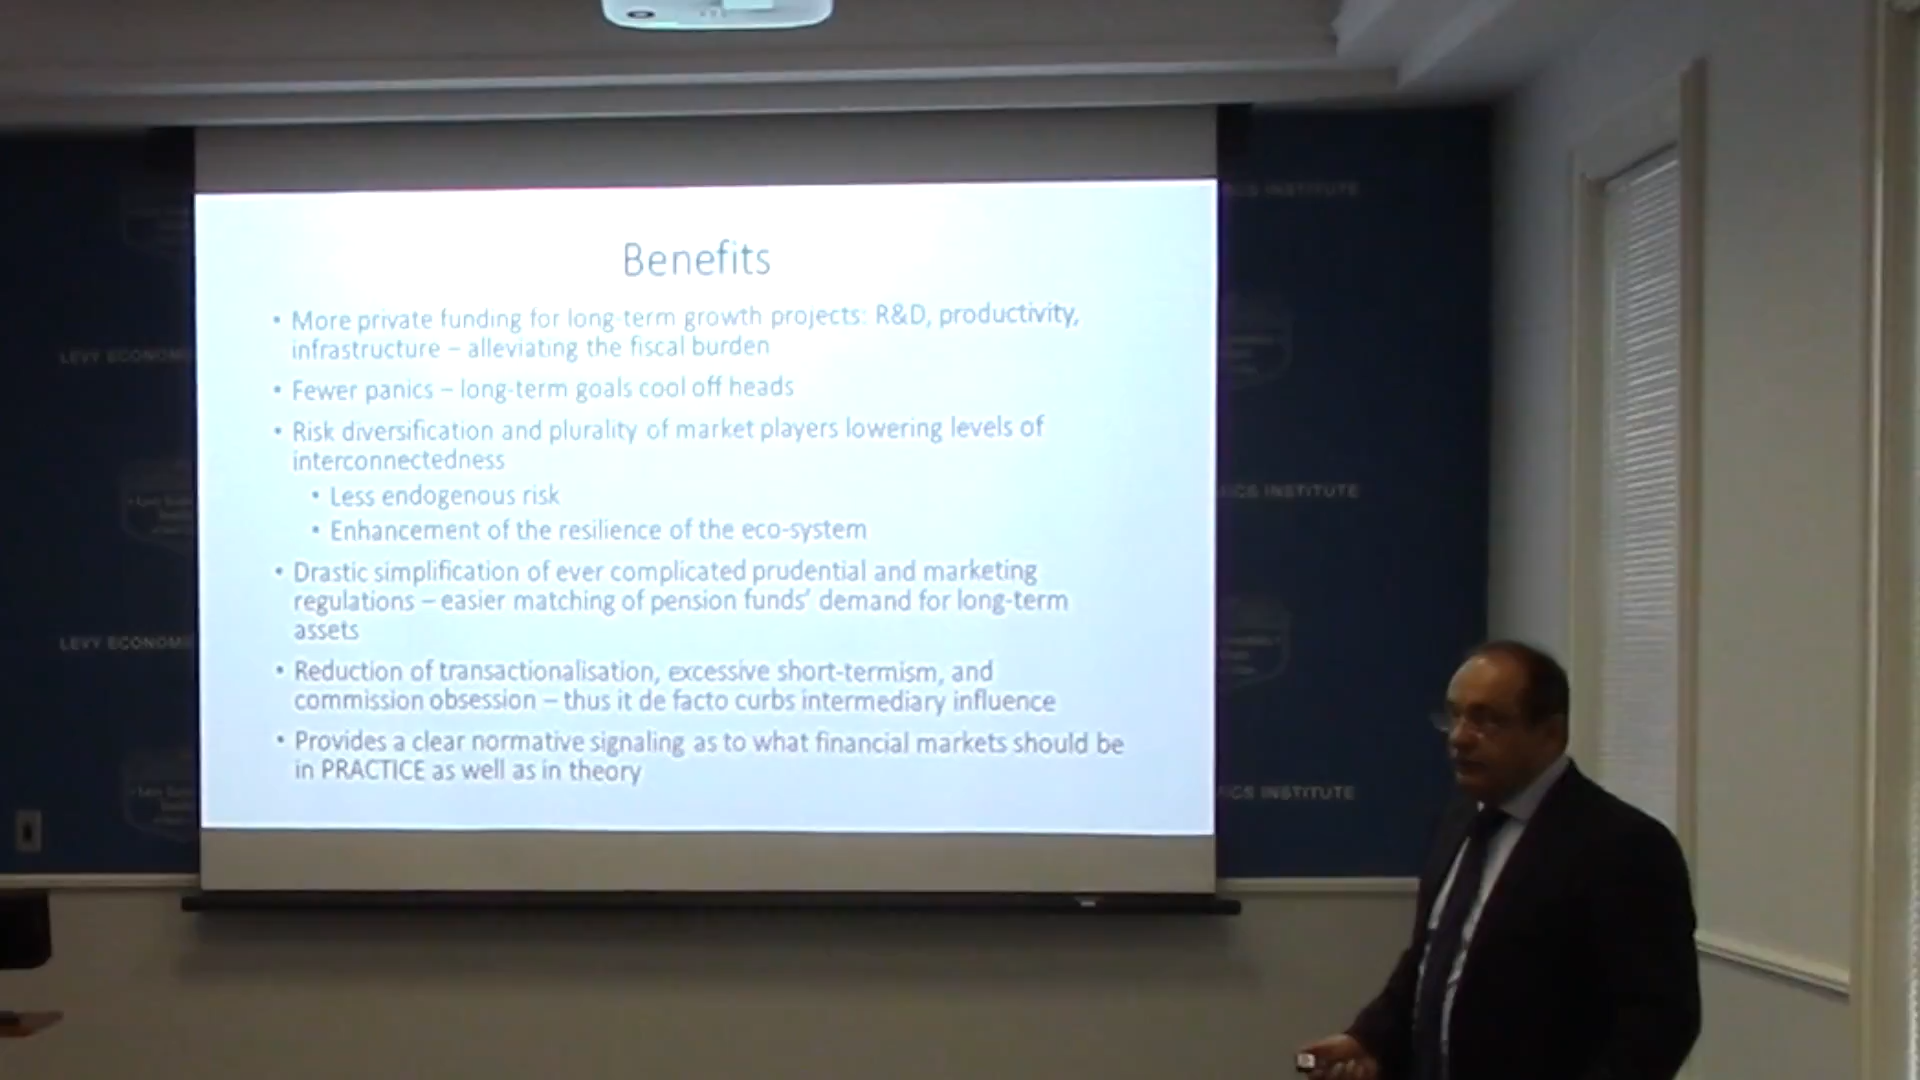 Benefits
• More private funding for long-term growth projects: R&D, productivity,
infrastructure – alleviating the fiscal burden
• Fewer panics – long-term goals cool off heads
• Risk diversification and plurality of market players lowering levels of
interconnectedness
• Less endogenous risk
• Enhancement of the resilience of the eco-system
• Drastic simplification of ever complicated prudential and marketing
regulations – easier matching of pension funds’ demand for long-term
assets
• Reduction of transactionalisation, excessive short-termism, and
commission obsession – thus it de facto curbs intermediary influence
• Provides a clear normative signaling as to what financial markets should be
in PRACTICE as well as in theory
LEVY ECONOM
LEVY ECONOM
ICS INSTITUTE
ICS INSTITUTE
ICS INSTITUTE